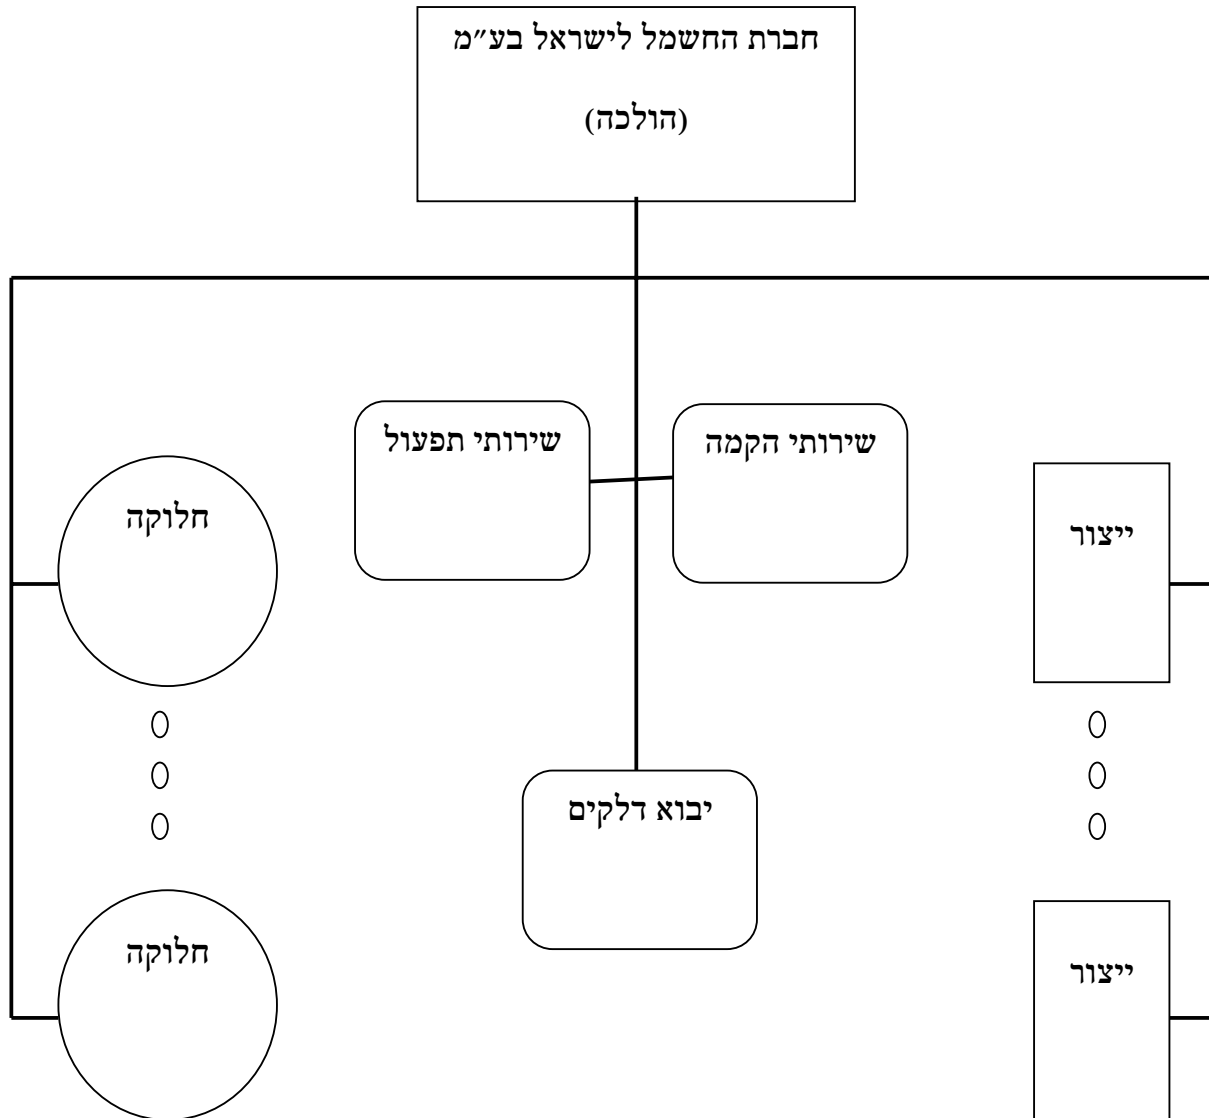 חברת החשמל לישראל בע״מ
(הולכה)
שירותי הקמה
שירותי תפעול
ייצור
חלוקה
יבוא דלקים
ייצור
חלוקה